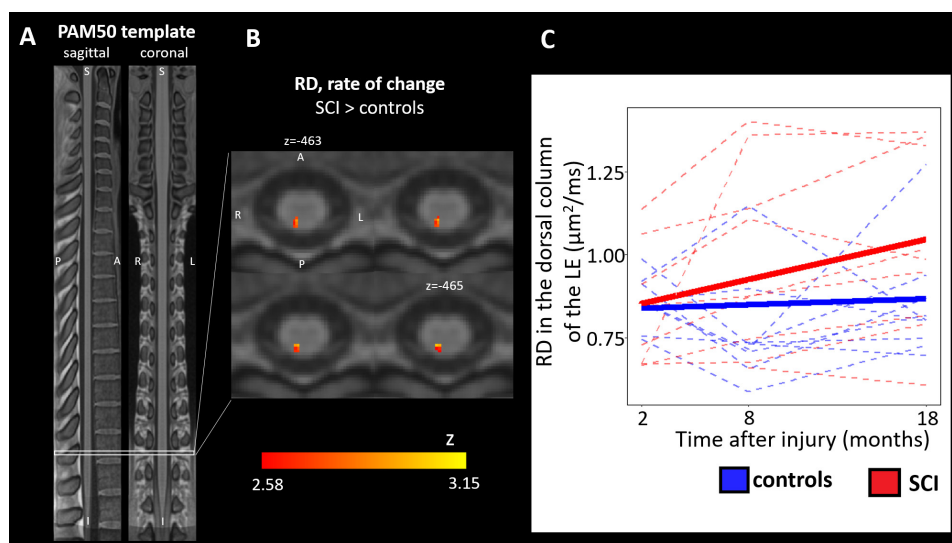 A
PAM50 template
sagittal
coronal
S
S
P
A
R
L
I
I
B
RD, rate of change
SCI > controls
z=-463
A
R
L
P
z=-465
Z
2.58
3.15
C
RD in the dorsal column
of the LE (µm²/ms)
1.25
1.00
0.75
2
8
18
Time after injury (months)
controls
SCI